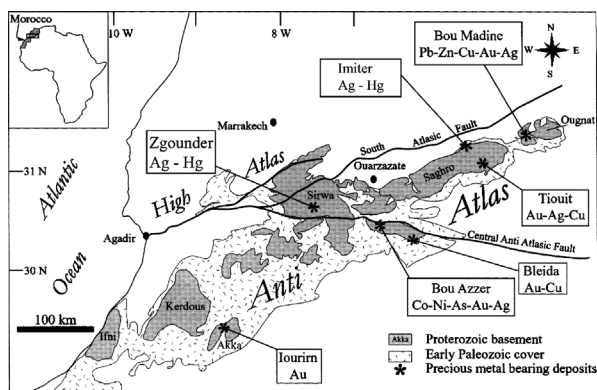 Morocco
10 W
8 W
N
W
E
S
Bou Madine
Pb-Zn-Cu-Au-Ag
Imiter
Ag - Hg
Ougnat
Marrakech
South Atlasic Fault
Zgounder
Ag - Hg
Ouarzazate
31 N
Atlantic
Ocean
High
Atlas
Saghro
Sirwa
Tiouit
Au-Ag-Cu
Anti
Atlas
Agadir
Central Anti Atlasic Fault
30 N
Bleida
Au-Cu
Bou Azzer
Co-Ni-As-Au-Ag
Kerdous
100 km
Ifni
Akka
Iourirn
Au
Akka
Proterozoic basement
Early Paleozoic cover
Precious metal bearing deposits